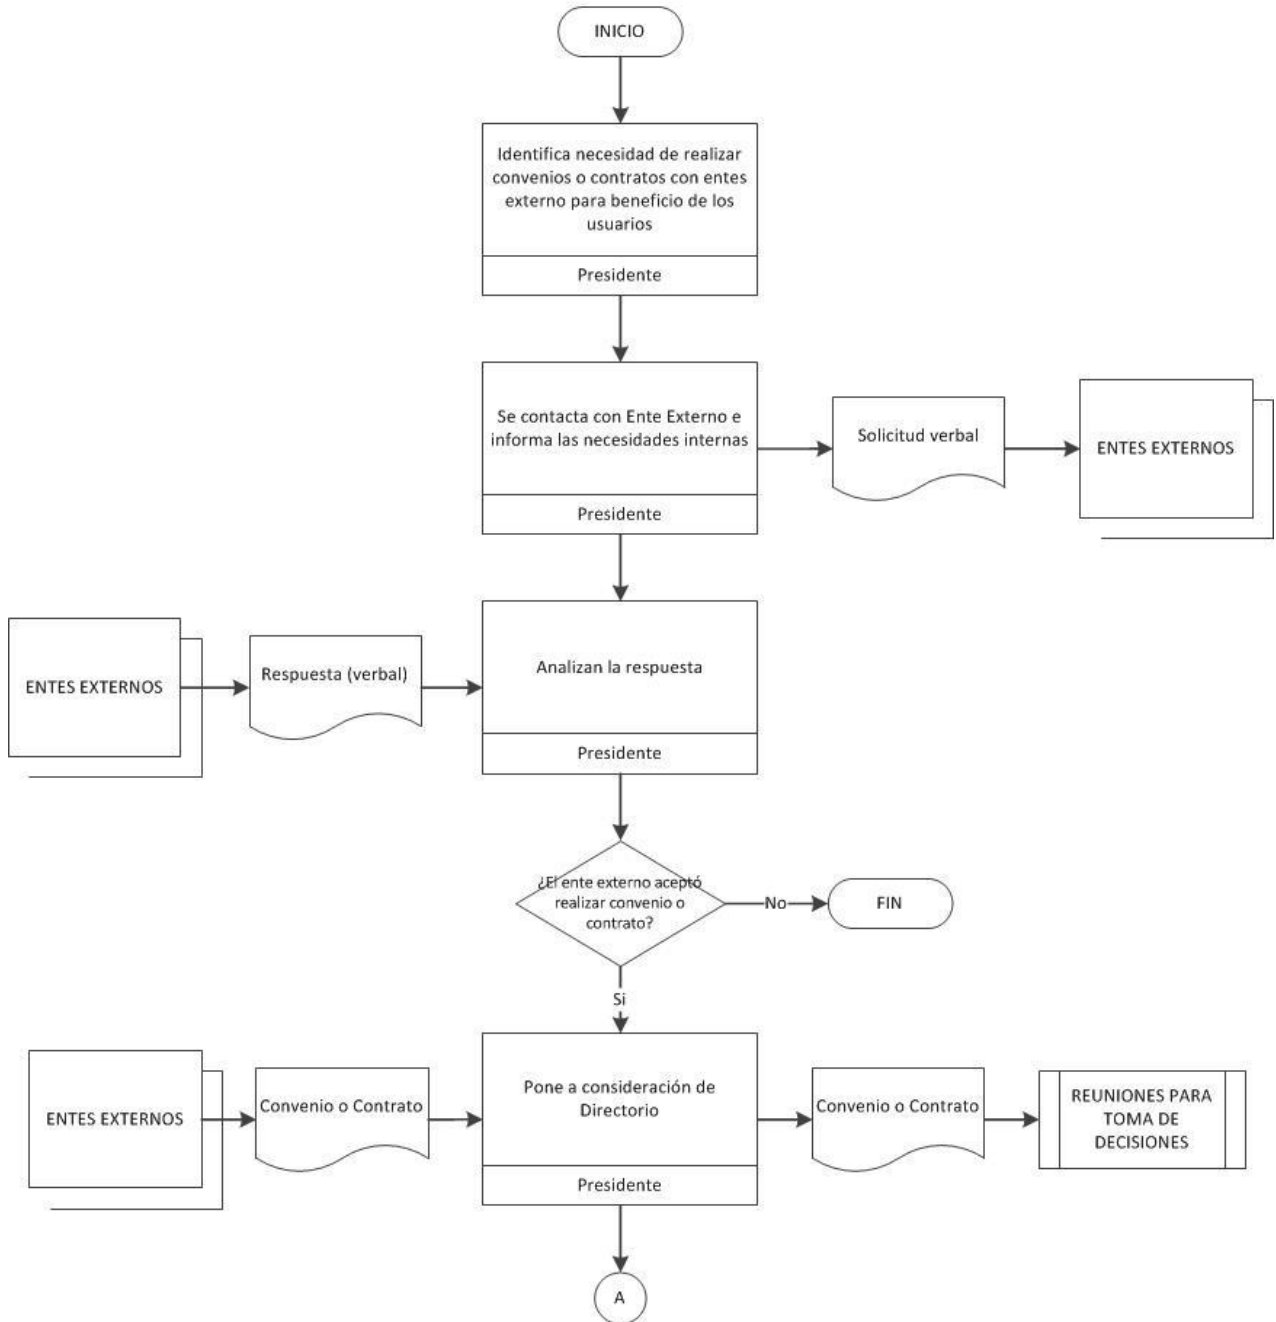 INICIO
Identifica necesidad de realizar
convenios o contratos con entes
externo para beneficio de los
usuarios
Presidente
Se contacta con Ente Externo e
informa las necesidades internas
Presidente
Solicitud verbal
ENTES EXTERNOS
ENTES EXTERNOS
Respuesta (verbal)
Analizan la respuesta
Presidente
¿El ente externo aceptó
realizar convenio o
contrato?
No
FIN
Si
ENTES EXTERNOS
Convenio o Contrato
Pone a consideración de
Directorio
Presidente
Convenio o Contrato
REUNIONES PARA
TOMA DE
DECISIONES
A